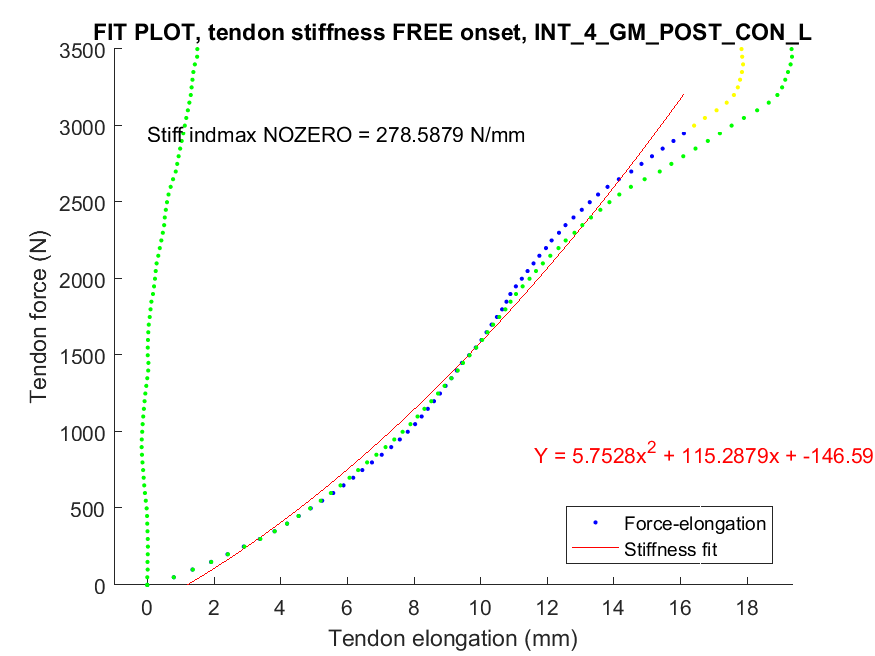 FIT PLOT, tendon stiffness FREE onset, INT_4_GM_POST_CON_L
3500
3000
2500
2000
1500
1000
500
0
Tendon force (N)
Stiff indmax NOZERO = 278.5879 N/mm
Y = 5.7528x² + 115.2879x + -146.59
Force-elongation
Stiffness fit
0 2 4 6 8 10 12 14 16 18
Tendon elongation (mm)